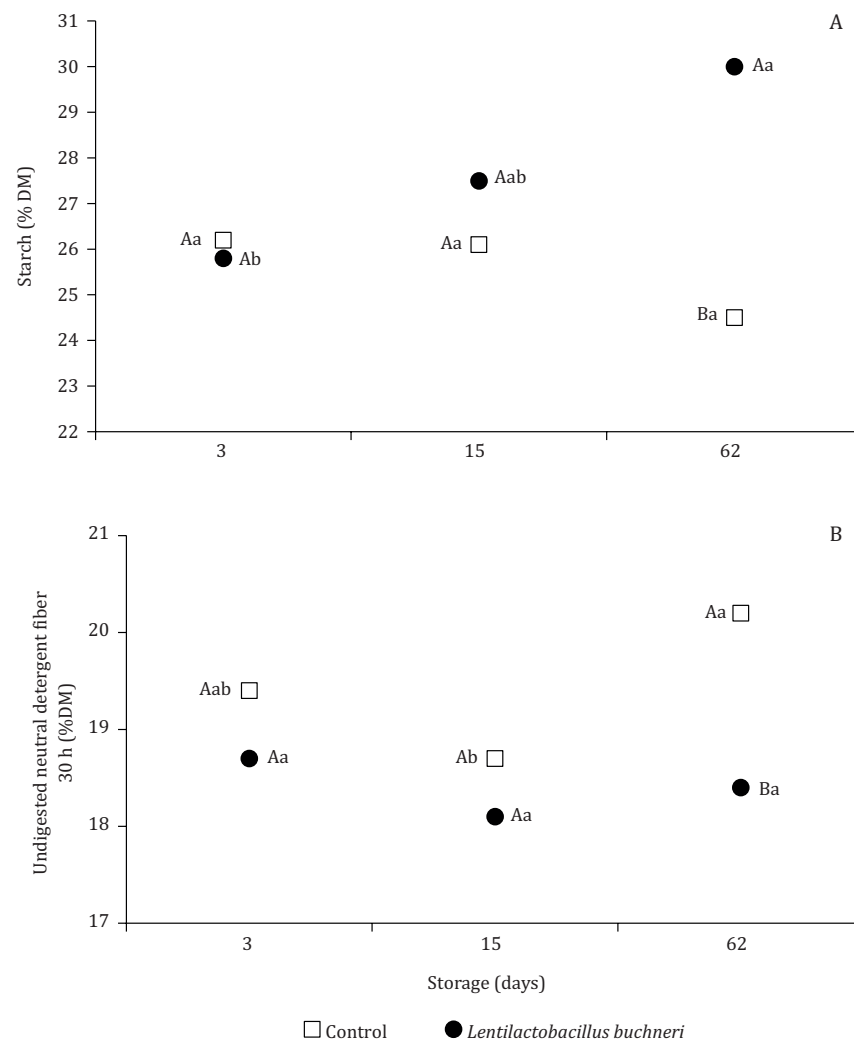 A
31
30
29
28
27
26
25
24
23
22
Starch (% DM)
Aa
Ab
Aa
Aab
Aa
Ba
3 15 62
B
21
20
19
18
17
Undigested neutral detergent fiber
30 h (%DM)
Aab
Aa
Ab
Aa
Aa
Ba
3 15 62
Storage (days)
Control Lentilactobacillus buchneri